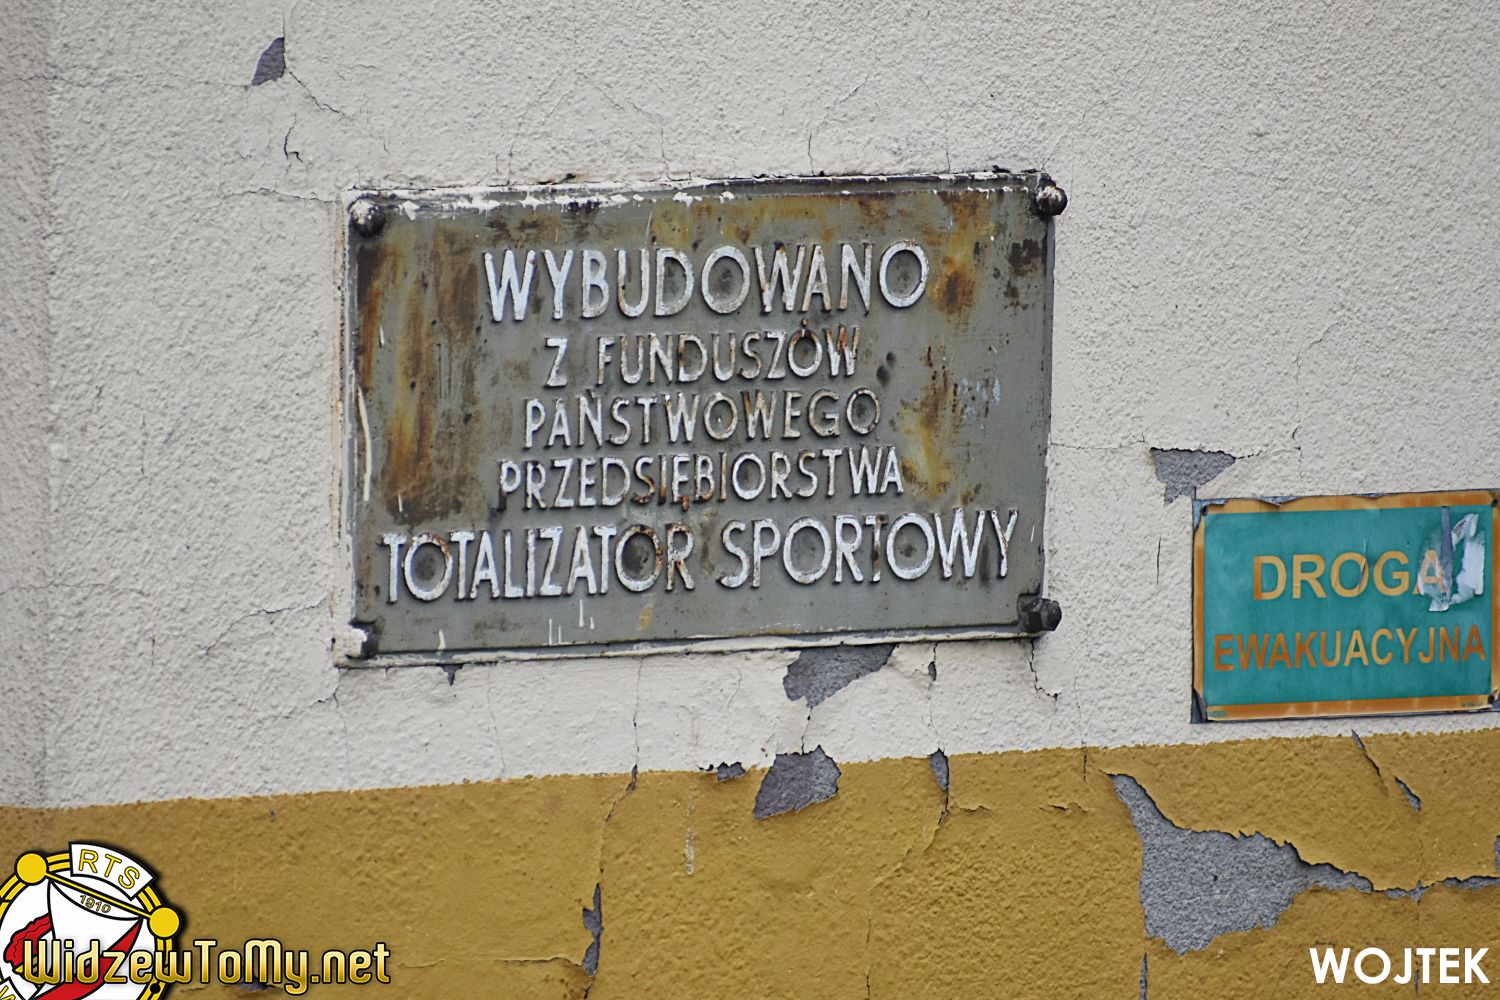 WYBUDOWANO
Z FUNDUSZÓW
PAŃSTWOWEGO
PRZEDSIĘBIORSTWA
TOTALIZATOR SPORTOWY
DROGA
EWAKUACYJNA
RTS
1910
WidzewToMy.net
WOJTEK